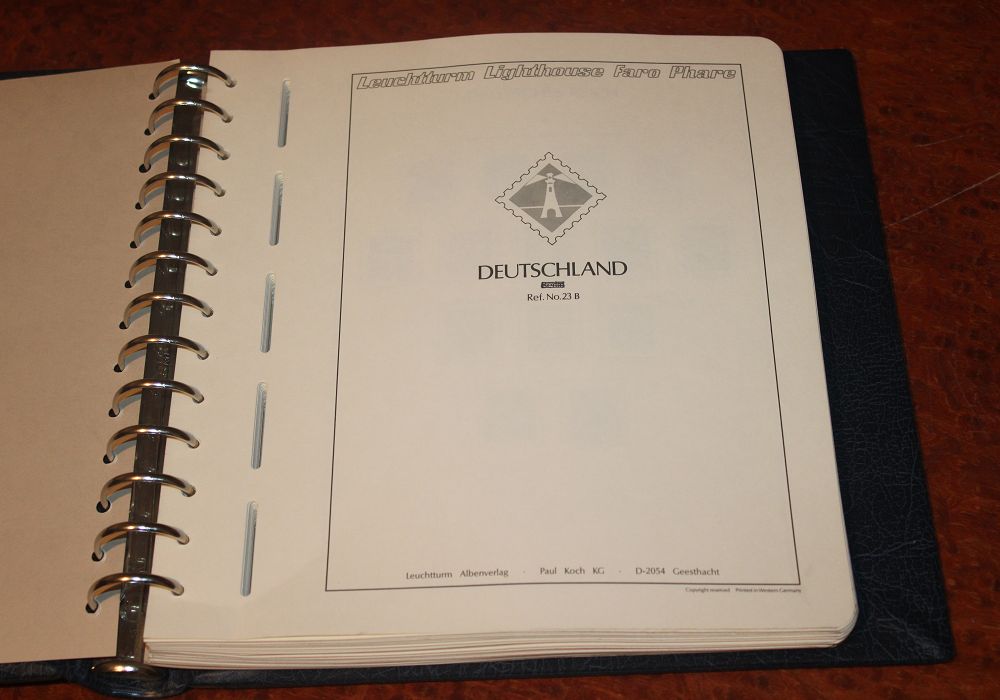 Leuchtturm Lighthouse Faro Phare
DEUTSCHLAND
Ref. No. 23 B
Leuchtturm Albenverlag · Paul Koch KG · D-2054 Geesthacht
Copyright reserved Printed in Western Germany